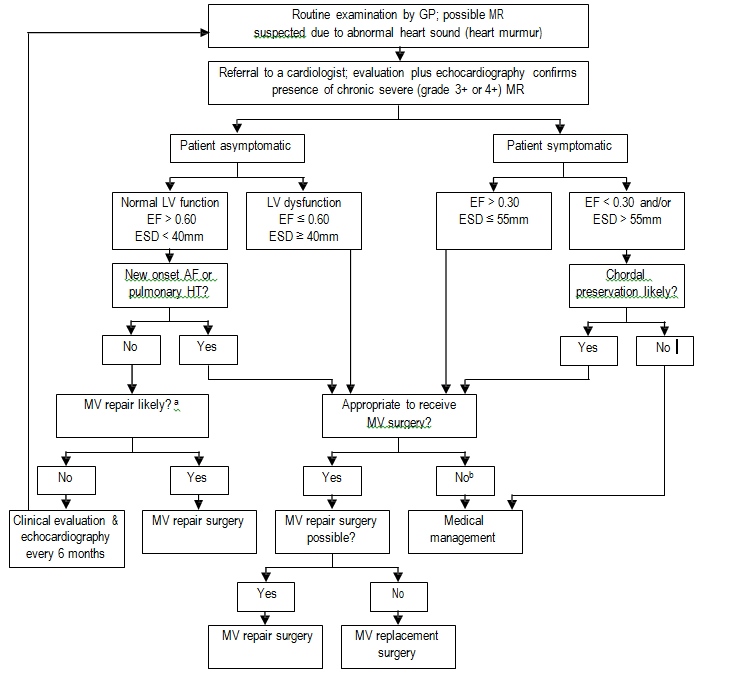 Routine examination by GP; possible MR
suspected due to abnormal heart sound (heart murmur)
Referral to a cardiologist; evaluation plus echocardiography confirms
presence of chronic severe (grade 3+ or 4+) MR
Patient asymptomatic
Patient symptomatic
Normal LV function
EF > 0.60
ESD < 40mm
LV dysfunction
EF ≤ 0.60
ESD ≥ 40mm
EF > 0.30
ESD ≤ 55mm
EF < 0.30 and/or
ESD > 55mm
New onset AF or
pulmonary HT?
Chordal
preservation likely?
No
Yes
Yes
No
MV repair likely? a
Appropriate to receive
MV surgery?
No
Yes
Yes
Nob
Clinical evaluation &
echocardiography
every 6 months
MV repair surgery
MV repair surgery
possible?
Medical
management
Yes
No
MV repair surgery
MV replacement
surgery